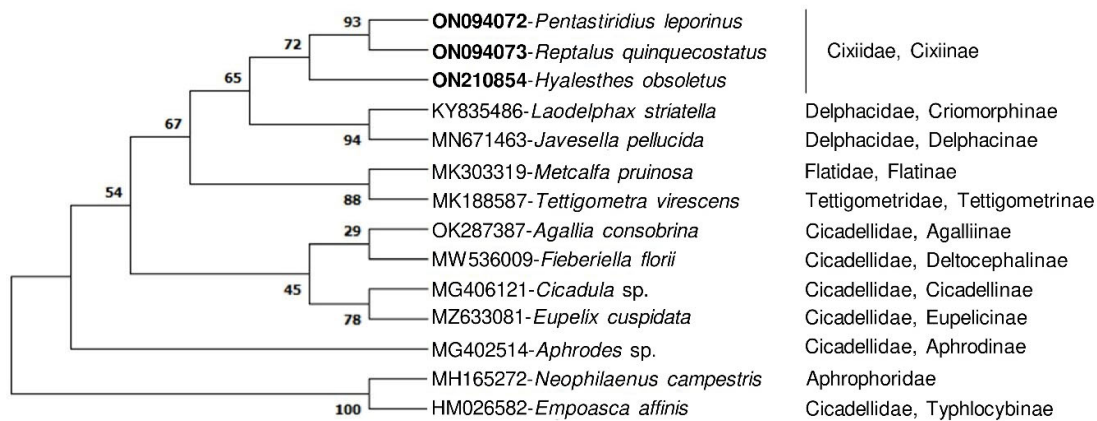 93 ON094072-Pentastiridius leporinus
72 ON094073-Reptalus quinquecostatus Cixiidae, Cixiinae
65 ON210854-Hyalesthes obsoletus
KY835486-Laodelphax striatella Delphacidae, Criomorphinae
67 94 MN671463-Javesella pellucida Delphacidae, Delphacinae
MK303319-Metcalfa pruinosa Flatidae, Flatinae
54 88 MK188587-Tettigometra virescens Tettigometridae, Tettigometrinae
29 OK287387-Agallia consobrina Cicadellidae, Agalliinae
MW536009-Fieberiella florii Cicadellidae, Deltocephalinae
45 MG406121-Cicadula sp. Cicadellidae, Cicadellinae
78 MZ633081-Eupelix cuspidata Cicadellidae, Eupelicinae
MG402514-Aphrodes sp. Cicadellidae, Aphrodinae
MH165272-Neophilaenus campestris Aphrophoridae
100 HM026582-Empoasca affinis Cicadellidae, Typhlocybinae